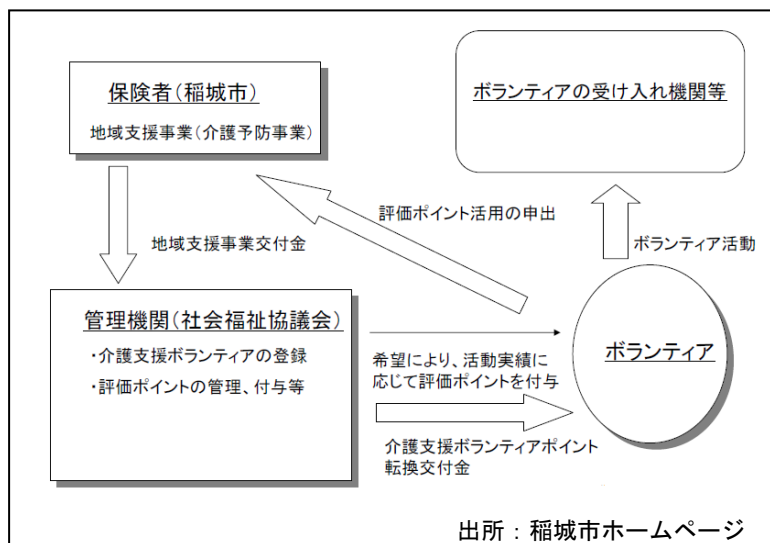 保険者(稲城市)
地域支援事業(介護予防事業)
ボランティアの受け入れ機関等
評価ポイント活用の申出
地域支援事業交付金
ボランティア活動
管理機関(社会福祉協議会)
・介護支援ボランティアの登録
・評価ポイントの管理、付与等
ボランティア
希望により、活動実績に
応じて評価ポイントを付与
介護支援ボランティアポイント
転換交付金
出所:稲城市ホームページ